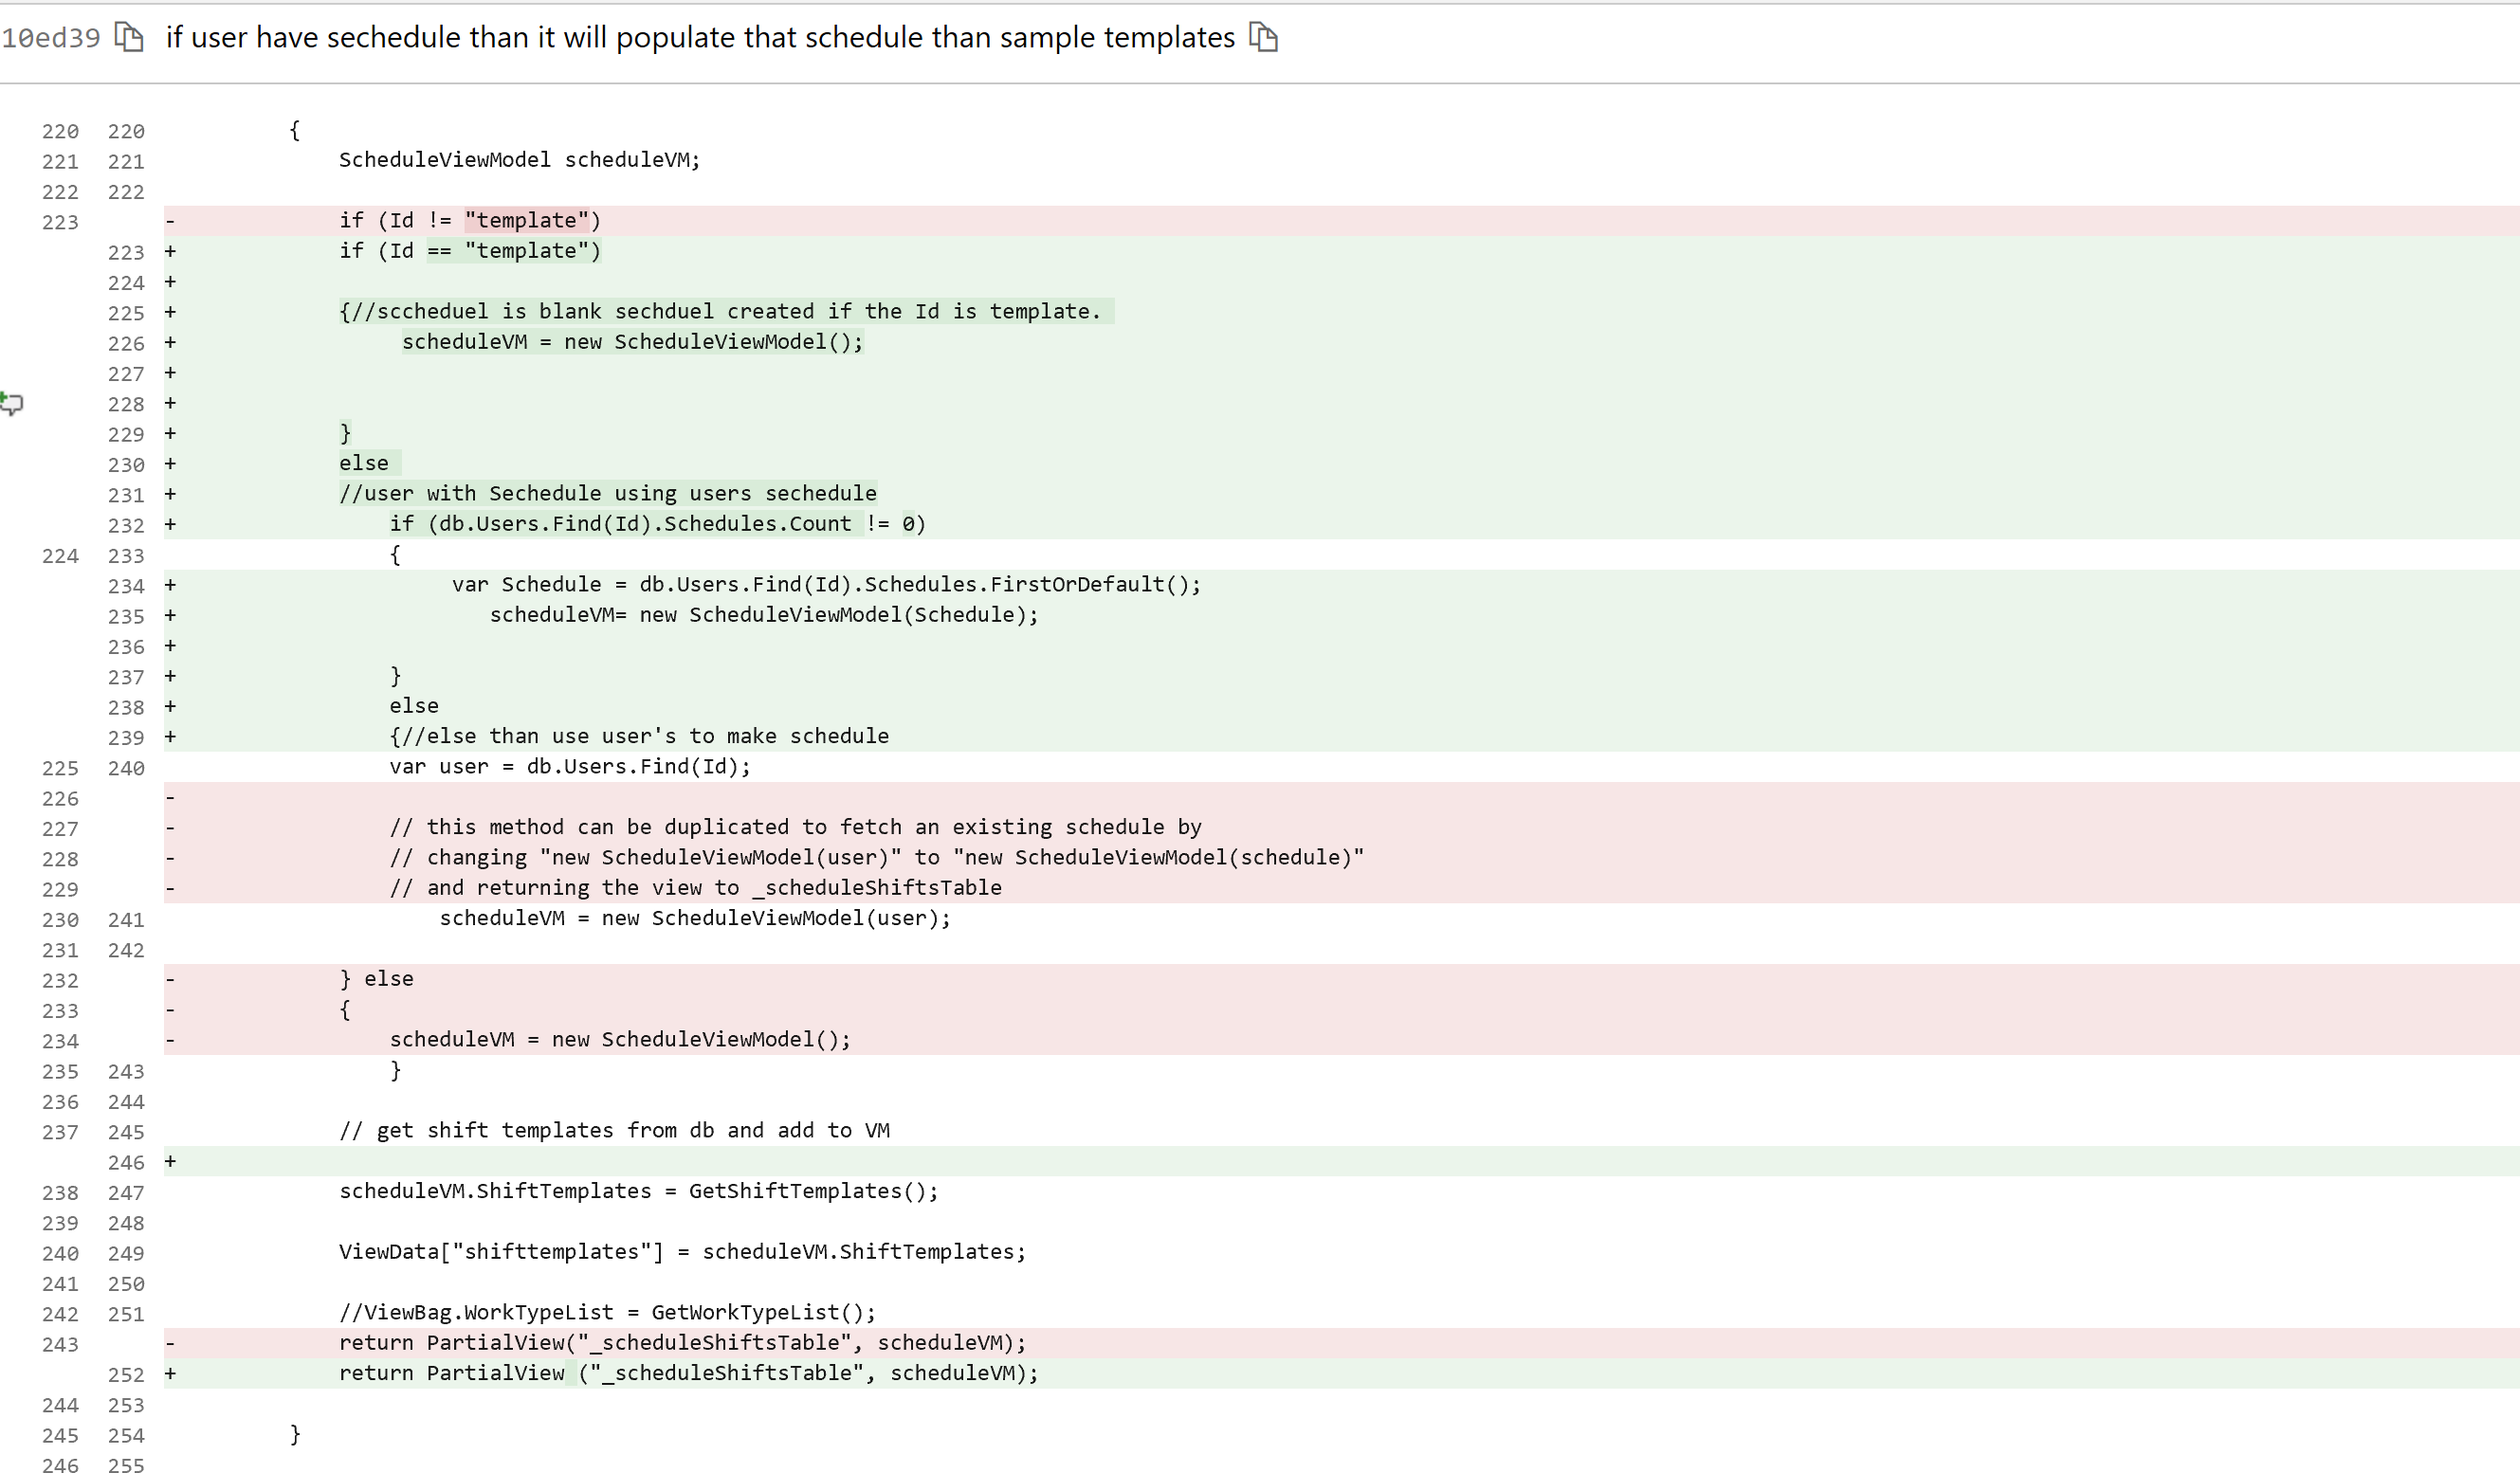 10ed39 if user have sechedule than it will populate that schedule than sample templates
220 220 {
221 221 ScheduleViewModel scheduleVM;
222 222
223 - if (Id != "template")
223 + if (Id == "template")
224 +
225 + {//sccheduel is blank sechduel created if the Id is template.
226 + scheduleVM = new ScheduleViewModel();
227 +
228 +
229 + }
230 + else
231 + //user with Sechedule using users sechedule
232 + if (db.Users.Find(Id).Schedules.Count != 0)
224 233 {
234 + var Schedule = db.Users.Find(Id).Schedules.FirstOrDefault();
235 + scheduleVM= new ScheduleViewModel(Schedule);
236 +
237 + }
238 + else
239 + {//else than use user's to make schedule
225 240 var user = db.Users.Find(Id);
226 -
227 - // this method can be duplicated to fetch an existing schedule by
228 - // changing "new ScheduleViewModel(user)" to "new ScheduleViewModel(schedule)"
229 - // and returning the view to _scheduleShiftsTable
230 241 scheduleVM = new ScheduleViewModel(user);
231 242
232 - } else
233 - {
234 - scheduleVM = new ScheduleViewModel();
235 243 }
236 244
237 245 // get shift templates from db and add to VM
246 +
238 247 scheduleVM.ShiftTemplates = GetShiftTemplates();
239 248
240 249 ViewData["shifttemplates"] = scheduleVM.ShiftTemplates;
241 250
242 251 //ViewBag.WorkTypeList = GetWorkTypeList();
243 - return PartialView("_scheduleShiftsTable", scheduleVM);
252 + return PartialView ("_scheduleShiftsTable", scheduleVM);
244 253
245 254 }
246 255